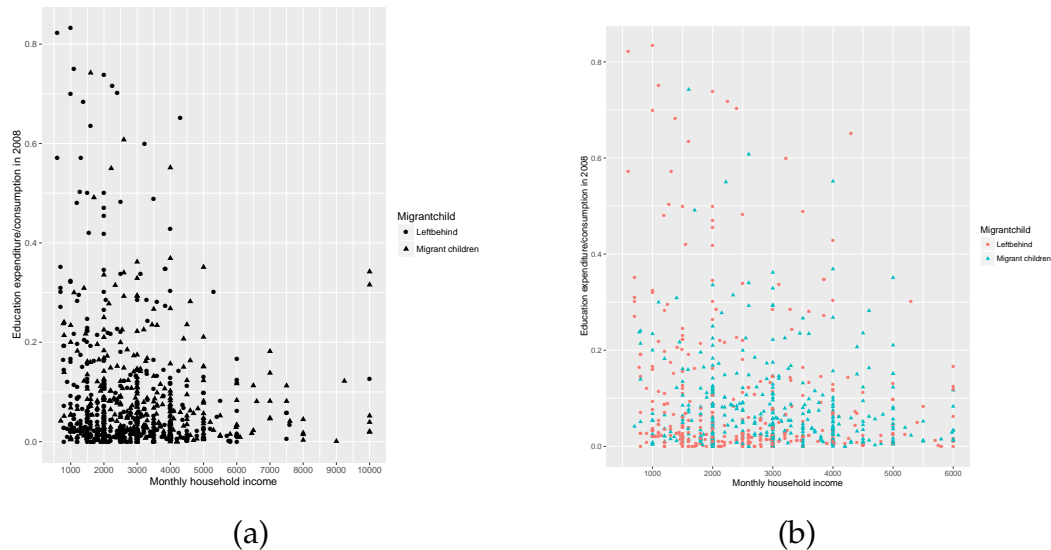 Education expenditure/consumption in 2008
0.8
0.6
0.4
0.2
0.0
1000 2000 3000 4000 5000 6000 7000 8000 9000 10000
Monthly household income
Migrantchild
Leftbehind
Migrant children
(a)
Education expenditure/consumption in 2008
0.8
0.6
0.4
0.2
0.0
1000 2000 3000 4000 5000 6000
Monthly household income
Migrantchild
Leftbehind
Migrant children
(b)